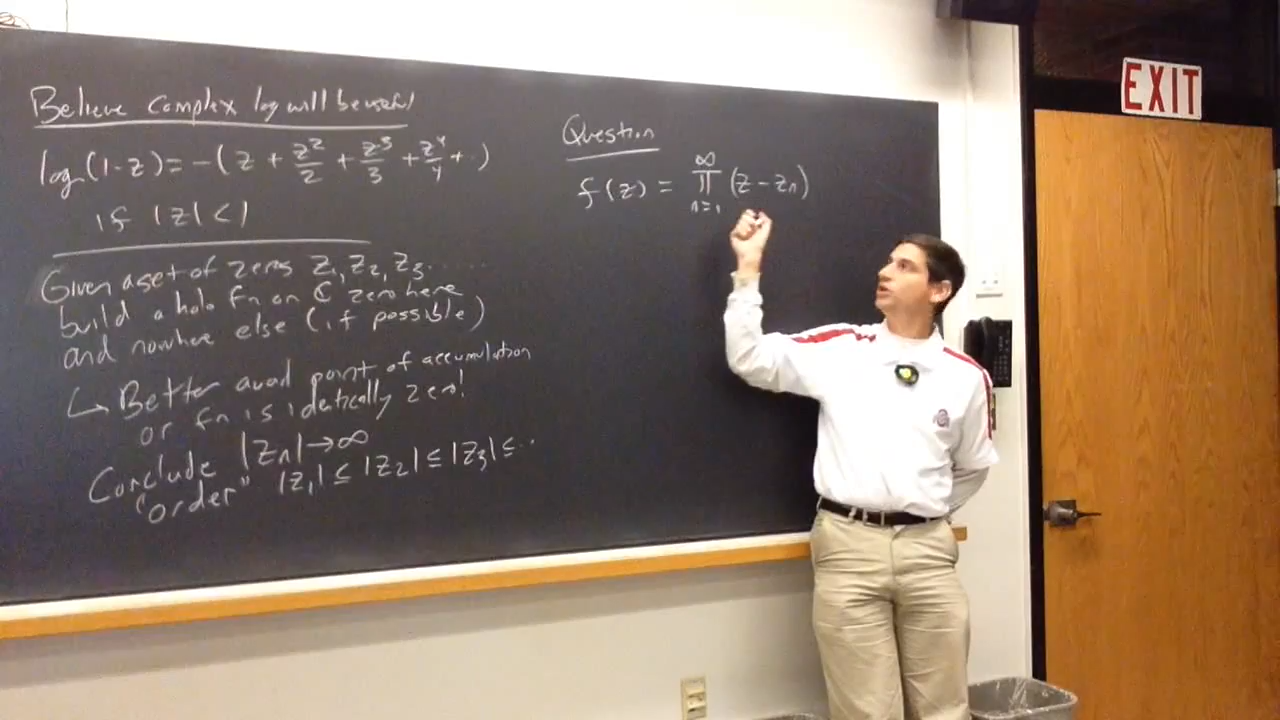 Believe complex log will be useful
log(1-z) = -(z + z²/2 + z³/3 + z⁴/4 + ..)
if |z| < 1
Given a set of zeros z₁, z₂, z₃ ......
build a holo fn on ℂ zero here
and nowhere else (if possible)
↳ Better avoid point of accumulation
or fn is identically zero!
Conclude |zₙ| → ∞
"order" |z₁| ≤ |z₂| ≤ |z₃| ≤ ...
Question
f(z) = ∏ₙ₌₁^∞ (z - zₙ)
EXIT